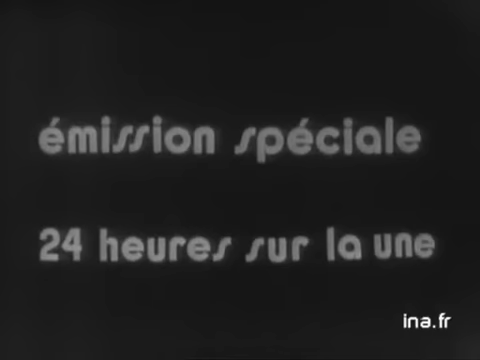 émission spéciale
24 heures sur la une
ina.fr